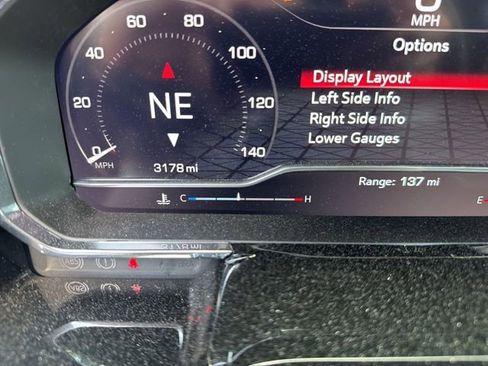 MPH
Options
Display Layout
Left Side Info
Right Side Info
Lower Gauges
0 20 40 60 80 100 120 140
NE
MPH
3178 mi
Range: 137 mi
C H E
ABS